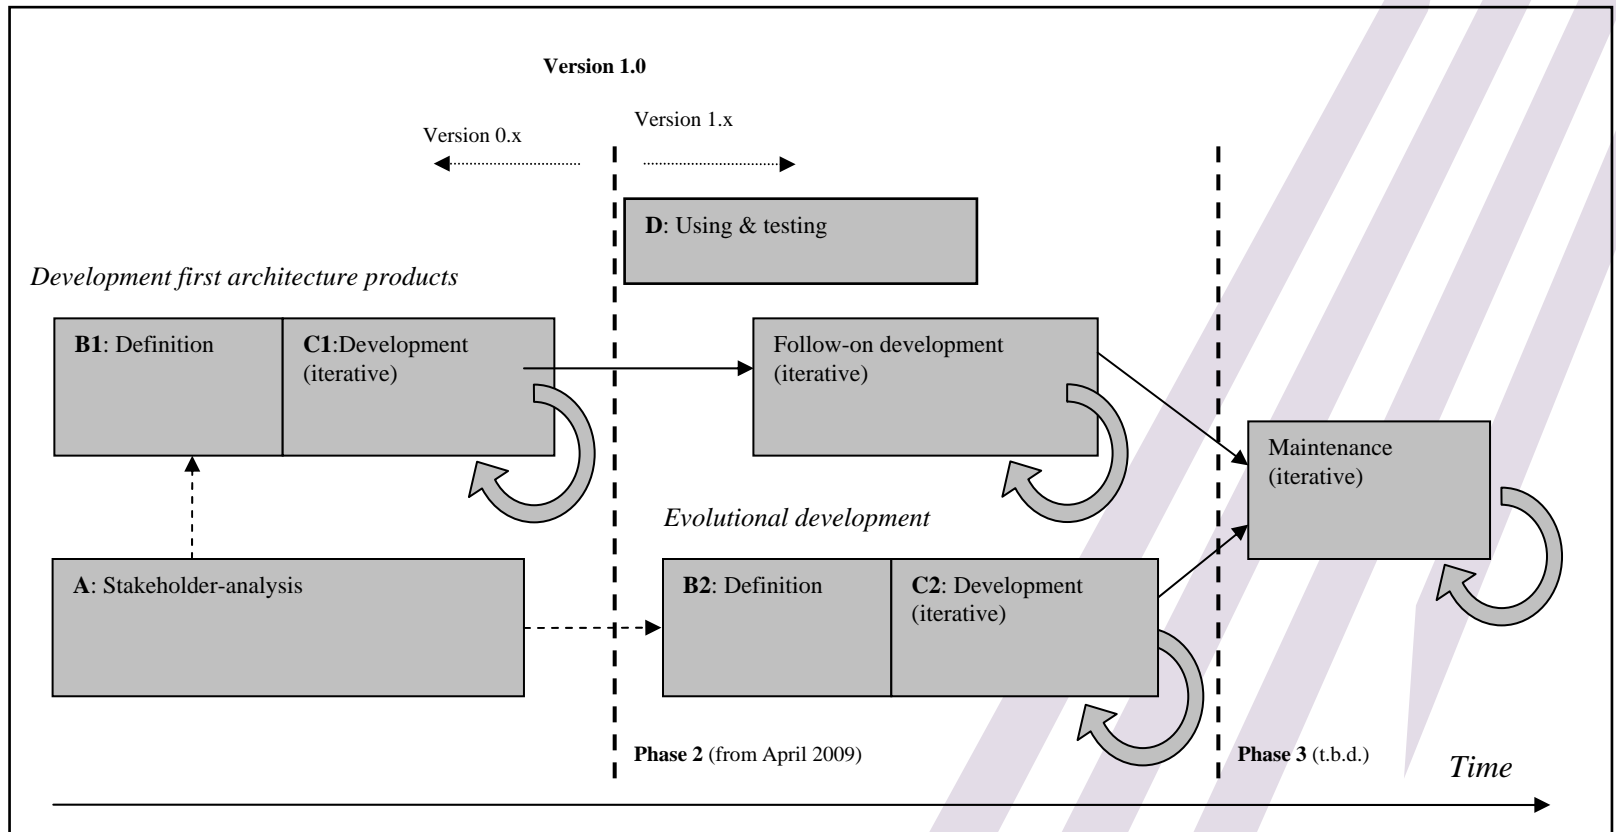 Version 1.0
Version 0.x
Version 1.x
D: Using & testing
Development first architecture products
B1: Definition
C1:Development
(iterative)
Follow-on development
(iterative)
Maintenance
(iterative)
Evolutional development
A: Stakeholder-analysis
B2: Definition
C2: Development
(iterative)
Phase 2 (from April 2009)
Phase 3 (t.b.d.)
Time